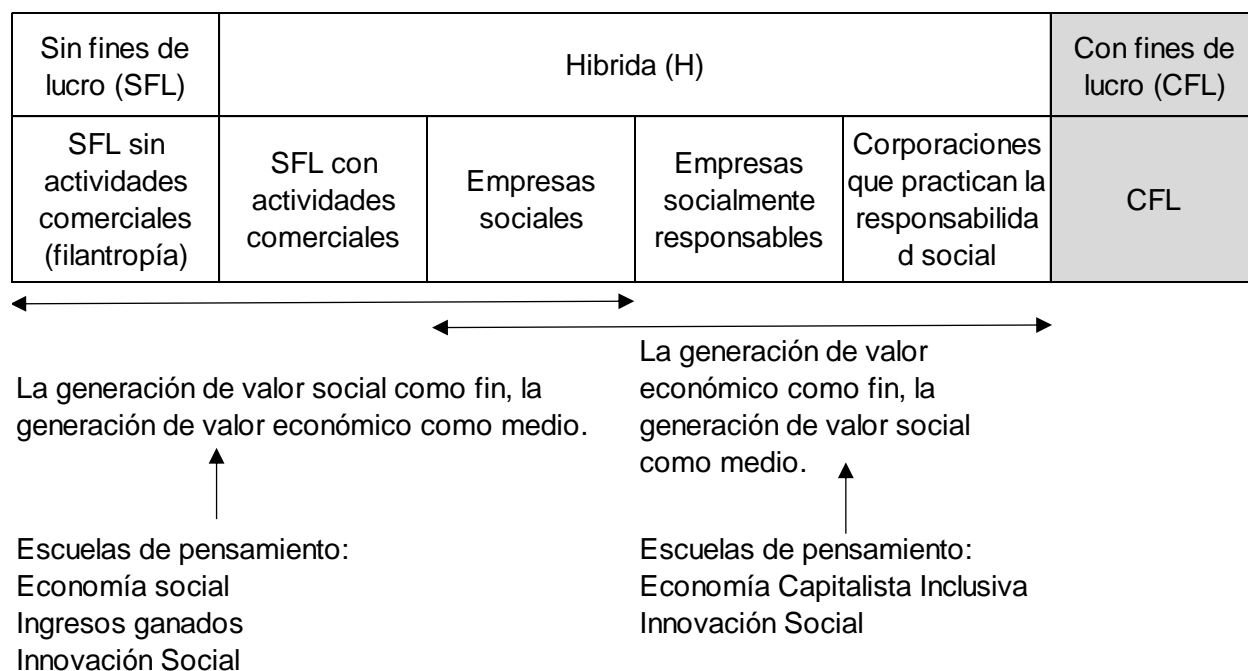 Sin fines de
lucro (SFL)
Hibrida (H)
Con fines de
lucro (CFL)
SFL sin
actividades
comerciales
(filantropía)
SFL con
actividades
comerciales
Empresas
sociales
Empresas
socialmente
responsables
Corporaciones
que practican la
responsabilida
d social
CFL
La generación de valor social como fin, la
generación de valor económico como medio.
La generación de valor
económico como fin, la
generación de valor social
como medio.
Escuelas de pensamiento:
Economía social
Ingresos ganados
Innovación Social
Escuelas de pensamiento:
Economía Capitalista Inclusiva
Innovación Social